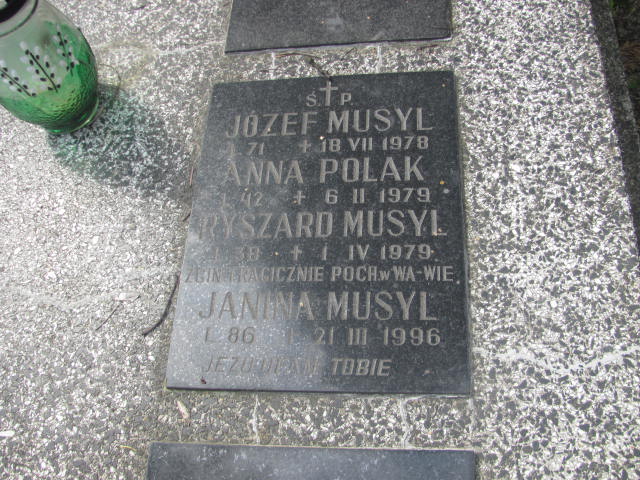 Ś P.
JÓZEF MUSYL
L. 71 + 18 VII 1978
ANNA POLAK
L. 42 + 6 II 1979
RYSZARD MUSYL
L. 38 + 1 IV 1979
ZGIN. TRAGICZNIE POCH. w WA-WIE.
JANINA MUSYL
L. 86 + 21 III 1996
JEZU UFAM TOBIE